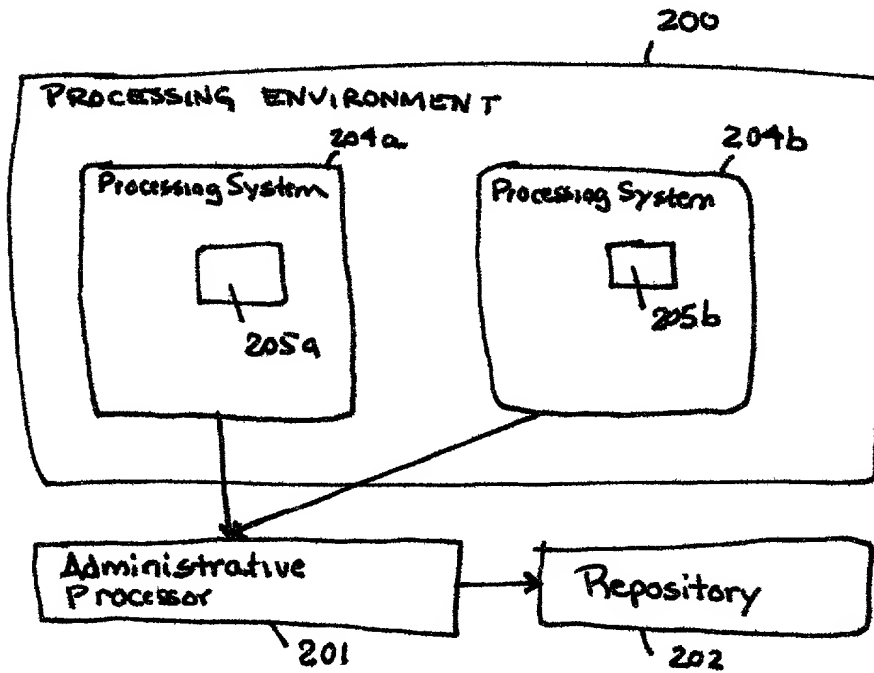 200
PROCESSING ENVIRONMENT
204a
204b
Processing System
Processing System
205a
205b
Administrative
Processor
Repository
201
202